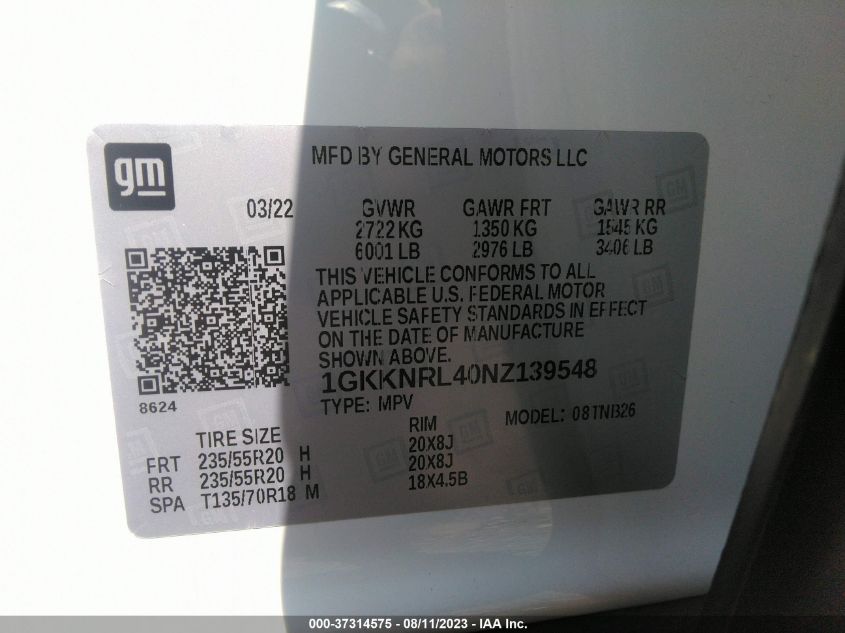 gm
MFD BY GENERAL MOTORS LLC
03/22 GVWR GAWR FRT GAWR RR
2722 KG 1350 KG 1545 KG
6001 LB 2976 LB 3406 LB
THIS VEHICLE CONFORMS TO ALL
APPLICABLE U.S. FEDERAL MOTOR
VEHICLE SAFETY STANDARDS IN EFFECT
ON THE DATE OF MANUFACTURE
SHOWN ABOVE.
1GKKNRL40NZ139548
8624
TYPE: MPV MODEL: 08TNB26
TIRE SIZE RIM
FRT 235/55R20 H 20X8J
RR 235/55R20 H 20X8J
SPA T135/70R18 M 18X4.5B
000-37314575 - 08/11/2023 - IAA Inc.